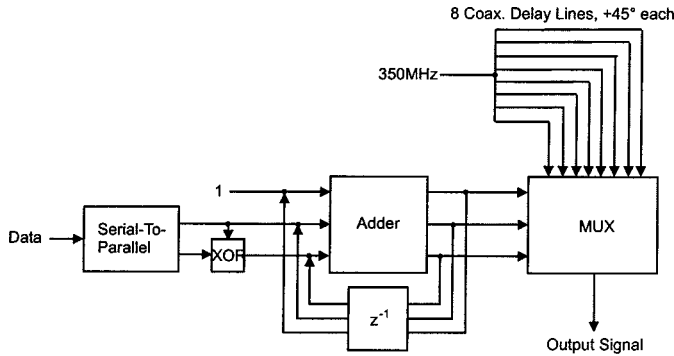 8 Coax. Delay Lines, +45° each
350MHz
1
Adder
MUX
Data
Serial-To-
Parallel
XOR
z-1
Output Signal